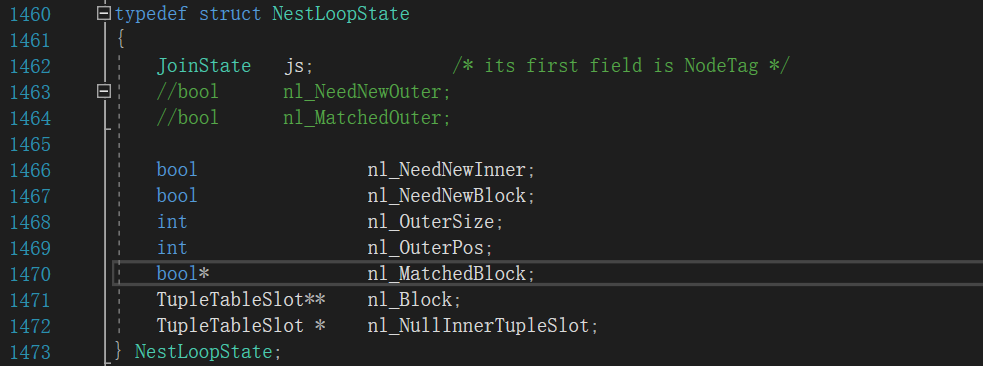 1460 typedef struct NestLoopState
1461 {
1462 JoinState js; /* its first field is NodeTag */
1463 //bool nl_NeedNewOuter;
1464 //bool nl_MatchedOuter;
1465
1466 bool nl_NeedNewInner;
1467 bool nl_NeedNewBlock;
1468 int nl_OuterSize;
1469 int nl_OuterPos;
1470 bool* nl_MatchedBlock;
1471 TupleTableSlot** nl_Block;
1472 TupleTableSlot * nl_NullInnerTupleSlot;
1473 } NestLoopState;